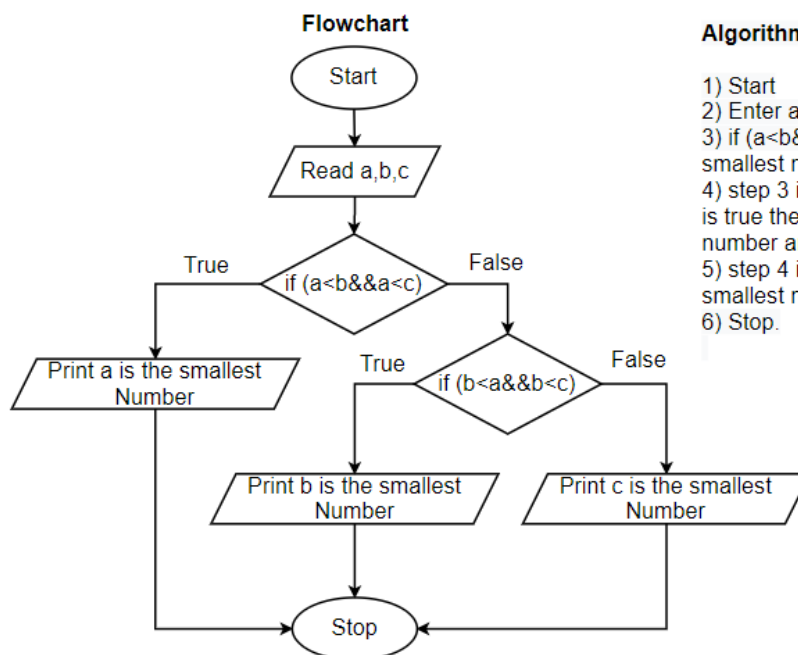 Flowchart
Start
Read a,b,c
True
if (a<b&&a<c)
False
Print a is the smallest
Number
True
if (b<a&&b<c)
False
Print b is the smallest
Number
Print c is the smallest
Number
Stop
1) Start
2) Enter a
3) if (a<b&
smallest
4) step 3
is true the
number a
5) step 4
smallest
6) Stop.